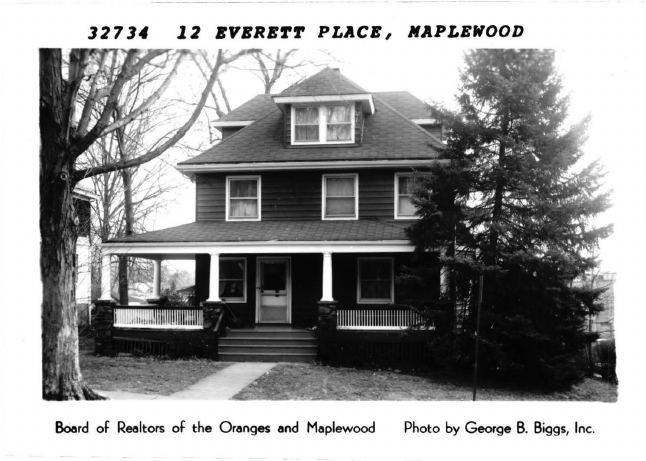 32734 12 EVERETT PLACE, MAPLEWOOD
Board of Realtors of the Oranges and Maplewood Photo by George B. Biggs, Inc.